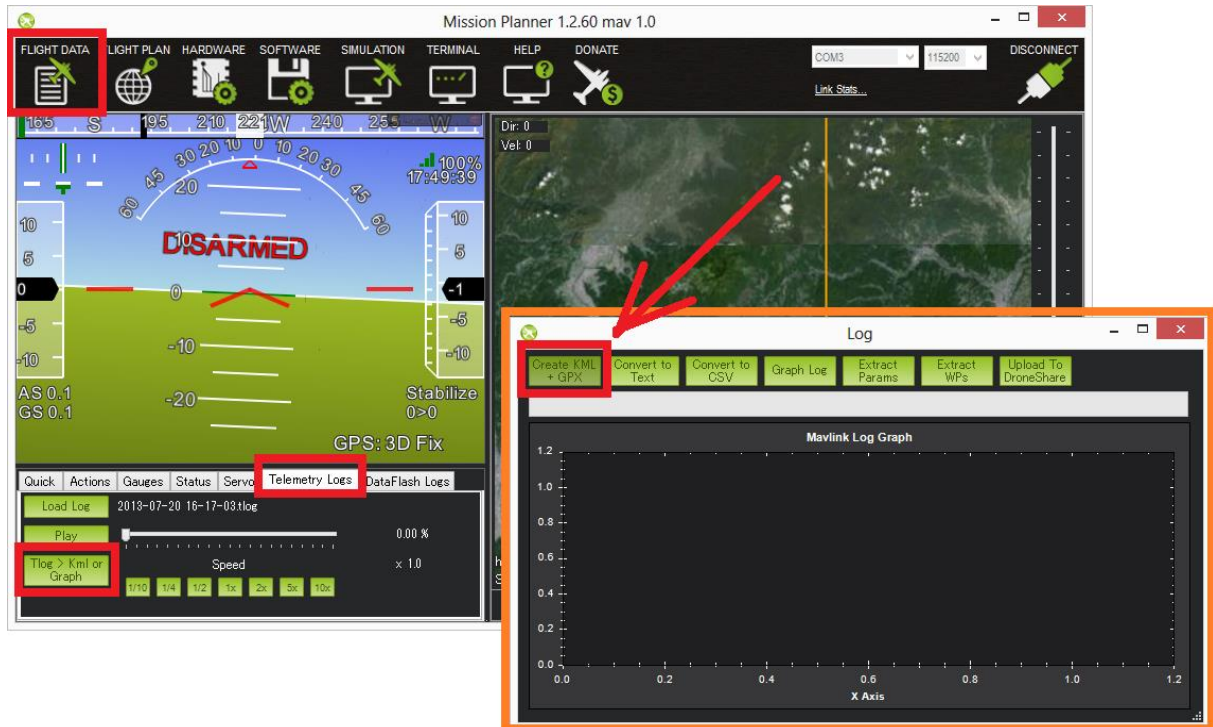 Mission Planner 1.2.60 mav 1.0
FLIGHT DATA LIGHT PLAN HARDWARE SOFTWARE SIMULATION TERMINAL HELP DONATE
COM3 115200 DISCONNECT
Link Stats...
165 S 195 210 221 W 240 255 W
30 20 10 0 10 20 30
60 45 45 60
100%
17:49:39
20
10
DISARMED
0
-10
-20
10
5
0
-5
-10
10
5
-1
-5
-10
AS 0.1
GS 0.1
Stabilize
0>0
GPS: 3D Fix
Dir: 0
Vel: 0
Quick Actions Gauges Status Servo Telemetry Logs DataFlash Logs
Load Log 2013-07-20 16-17-03.tlog
Play 0.00 %
Tlog > Kml or
Graph
Speed x 1.0
1/10 1/4 1/2 1x 2x 5x 10x
Log
Create KML
+ GPX
Convert to
Text
Convert to
CSV
Graph Log
Extract
Params
Extract
WPs
Upload To
DroneShare
Mavlink Log Graph
1.2
1.0
0.8
0.6
0.4
0.2
0.0
0.0 0.2 0.4 0.6 0.8 1.0 1.2
X Axis